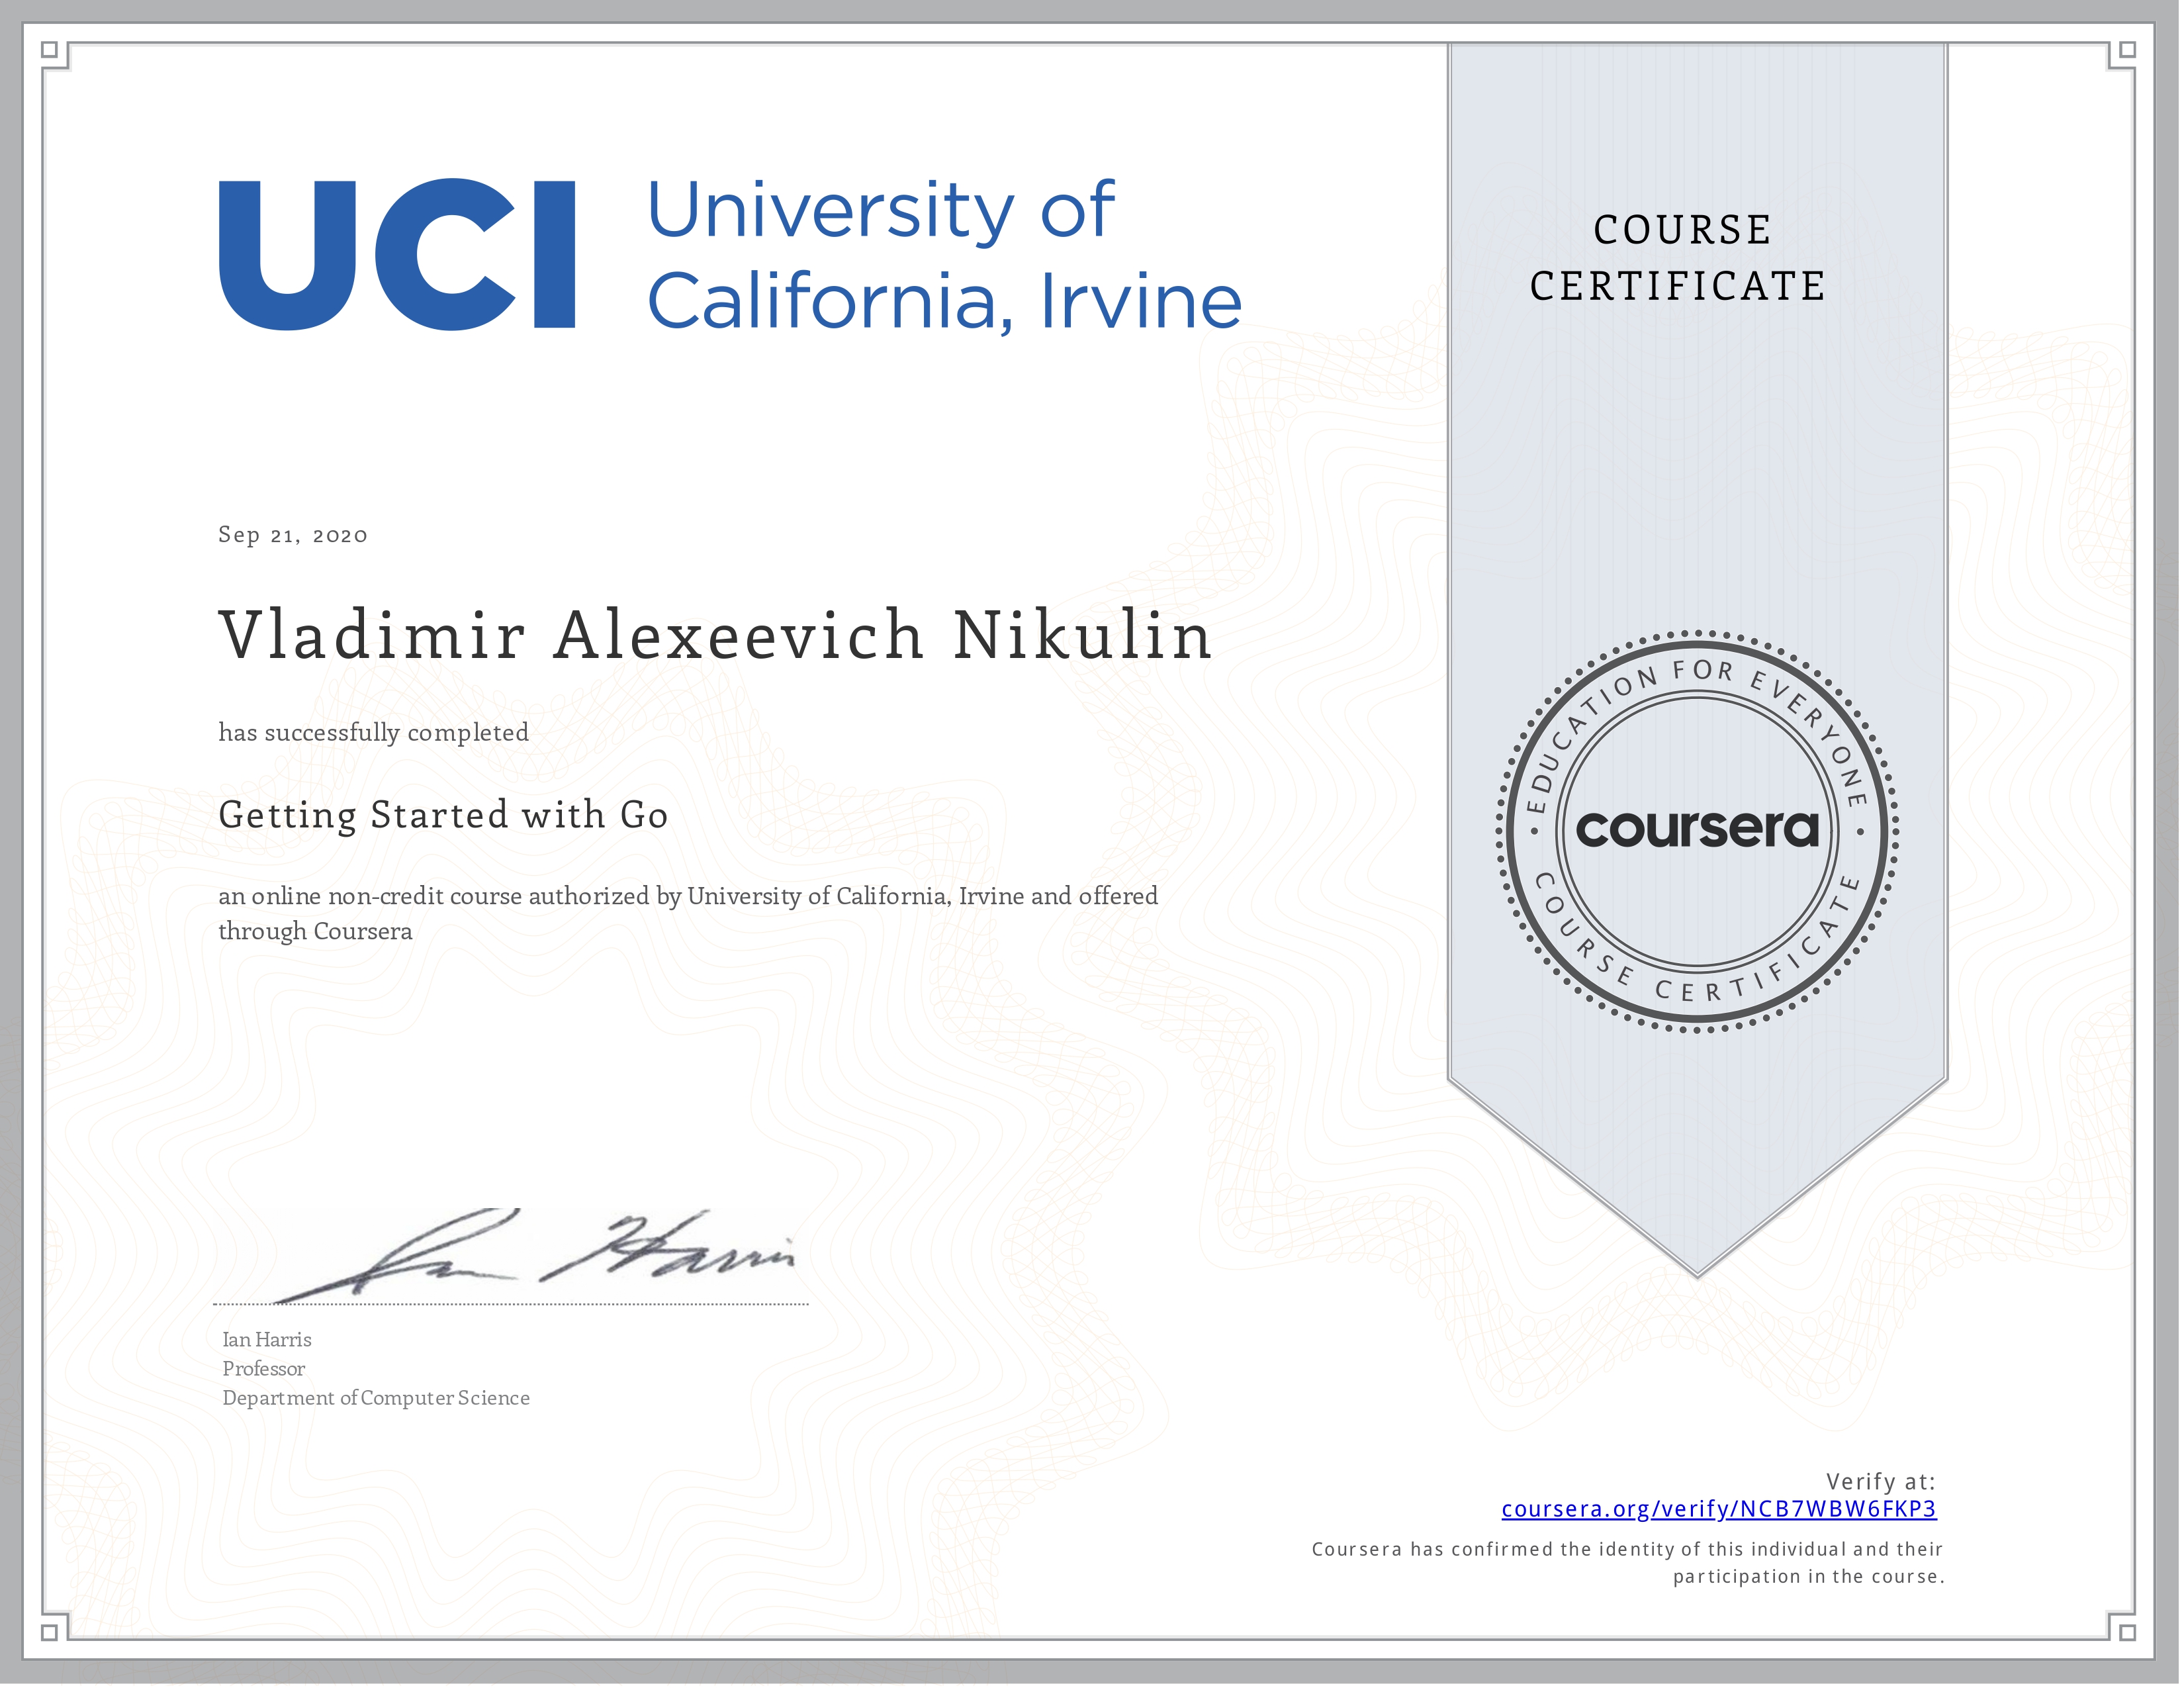 UCI
University of
California, Irvine
COURSE
CERTIFICATE
Sep 21, 2020
Vladimir Alexeevich Nikulin
has successfully completed
Getting Started with Go
an online non-credit course authorized by University of California, Irvine and offered
through Coursera
EDUCATION FOR EVERYONE
coursera
COURSE CERTIFICATE
Ian Harris
Ian Harris
Professor
Department of Computer Science
Verify at:
coursera.org/verify/NCB7WBW6FKP3
Coursera has confirmed the identity of this individual and their
participation in the course.